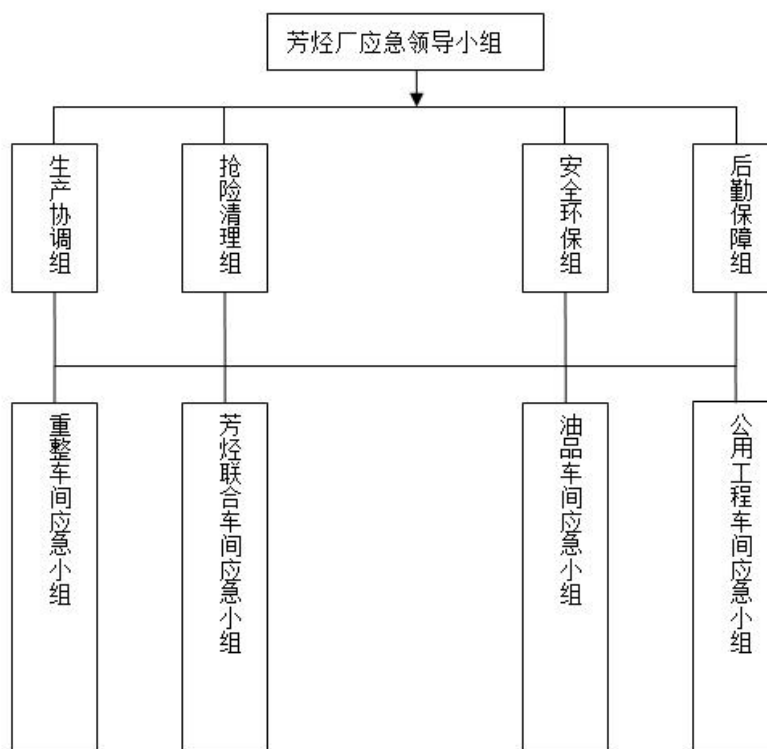 芳烃厂应急领导小组
生产协调组
抢险清理组
安全环保组
后勤保障组
重整车间应急小组
芳烃联合车间应急小组
油品车间应急小组
公用工程车间应急小组